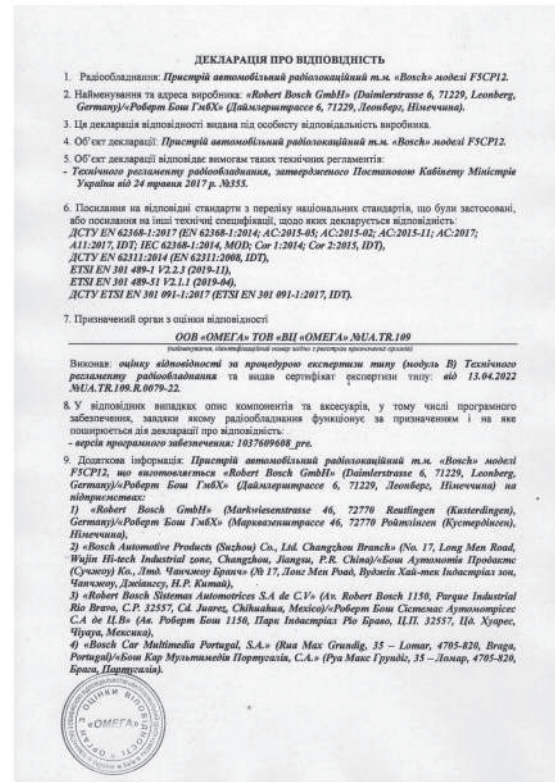 ДЕКЛАРАЦІЯ ПРО ВІДПОВІДНІСТЬ
1. Радіообладнання: Пристрій автомобільний радіолокаційний т.м. «Bosch» моделі F5CP12.
2. Найменування та адреса виробника: «Robert Bosch GmbH» (Daimlerstrasse 6, 71229, Leonberg,
Germany)/«Роберт Бош ГмбХ» (Даймлерштрассе 6, 71229, Леонберг, Німеччина).
3. Ця декларація відповідності видана під особисту відповідальність виробника.
4. Об'єкт декларації: Пристрій автомобільний радіолокаційний т.м. «Bosch» моделі F5CP12.
5. Об'єкт декларації відповідає вимогам таких технічних регламентів:
- Технічного регламенту радіообладнання, затвердженого Постановою Кабінету Міністрів
України від 24 травня 2017 р. №355.
6. Посилання на відповідні стандарти з переліку національних стандартів, що були застосовані,
або посилання на інші технічні специфікації, щодо яких декларується відповідність:
ДСТУ EN 62368-1:2017 (EN 62368-1:2014; AC:2015-05; AC:2015-02; AC:2015-11; AC:2017;
A11:2017, IDT; IEC 62368-1:2014, MOD; Cor 1:2014; Cor 2:2015, IDT),
ДСТУ EN 62311:2014 (EN 62311:2008, IDT),
ETSI EN 301 489-1 V2.2.3 (2019-11),
ETSI EN 301 489-51 V2.1.1 (2019-04),
ДСТУ ETSI EN 301 091-1:2017 (ETSI EN 301 091-1:2017, IDT).
7. Призначений орган з оцінки відповідності
ООВ «ОМЕГА» ТОВ «ВЦ «ОМЕГА» №UA.TR.109
(найменування, ідентифікаційний номер згідно з реєстром призначених органів)
Виконав: оцінку відповідності за процедурою експертизи типу (модуль B) Технічного
регламенту радіообладнання та видав сертифікат експертизи типу: від 13.04.2022
№UA.TR.109.R.0079-22.
8. У відповідних випадках опис компонентів та аксесуарів, у тому числі програмного
забезпечення, завдяки якому радіообладнання функціонує за призначенням і на яке
поширюється дія декларації про відповідність:
- версія програмного забезпечення: 1037609608_pre.
9. Додаткова інформація: Пристрій автомобільний радіолокаційний т.м. «Bosch» моделі
F5CP12, що виготовляється «Robert Bosch GmbH» (Daimlerstrasse 6, 71229, Leonberg,
Germany)/«Роберт Бош ГмбХ» (Даймлерштрассе 6, 71229, Леонберг, Німеччина) на
підприємствах:
1) «Robert Bosch GmbH» (Markwiesenstrasse 46, 72770 Reutlingen (Kusterdingen),
Germany)/«Роберт Бош ГмбХ» (Марквазенштрассе 46, 72770 Ройтлінген (Кустердінген),
Німеччина),
2) «Bosch Automotive Products (Suzhou) Co., Ltd. Changzhou Branch» (No. 17, Long Men Road,
Wujin Hi-tech Industrial zone, Changzhou, Jiangsu, P.R. China)/«Бош Аутомотів Продактс
(Сучжоу) Ко., Лтд. Чанчжоу Бранч» (№ 17, Лонг Мен Роад, Вуджін Хай-тек Індастріал зон,
Чанчжоу, Джіангсу, Н.Р. Китай),
3) «Robert Bosch Sistemas Automotrices S.A de C.V» (Av. Robert Bosch 1150, Parque Industrial
Rio Bravo, C.P. 32557, Cd. Juarez, Chihuahua, Mexico)/«Роберт Бош Сістемас Аутомотрісес
С.А де Ц.В» (Ав. Роберт Бош 1150, Парк Індастріал Ріо Браво, Ц.П. 32557, Цд. Хуарес,
Чіуауа, Мексика),
4) «Bosch Car Multimedia Portugal, S.A.» (Rua Max Grundig, 35 – Lomar, 4705-820, Braga,
Portugal)/«Бош Кар Мультимедіа Португалія, С.А.» (Руа Макс Грундіг, 35 – Ломар, 4705-820,
Брага, Португалія).
ОРГАН З ОЦІНКИ ВІДПОВІДНОСТІ
«ОМЕГА»